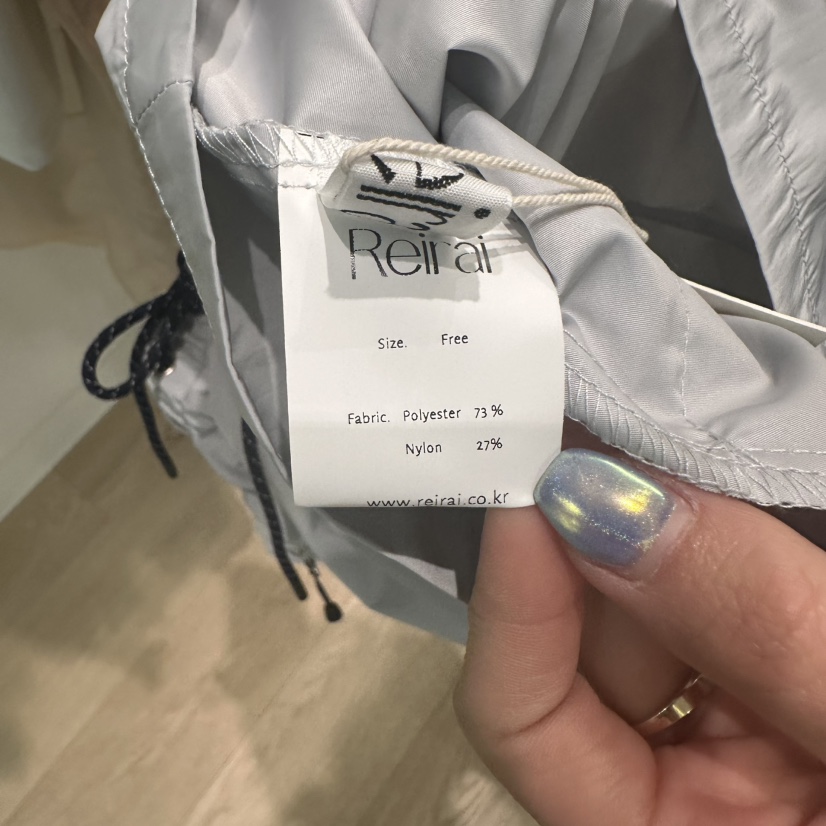 Reirai
Size. Free
Fabric. Polyester 73%
Nylon 27%
www.reirai.co.kr